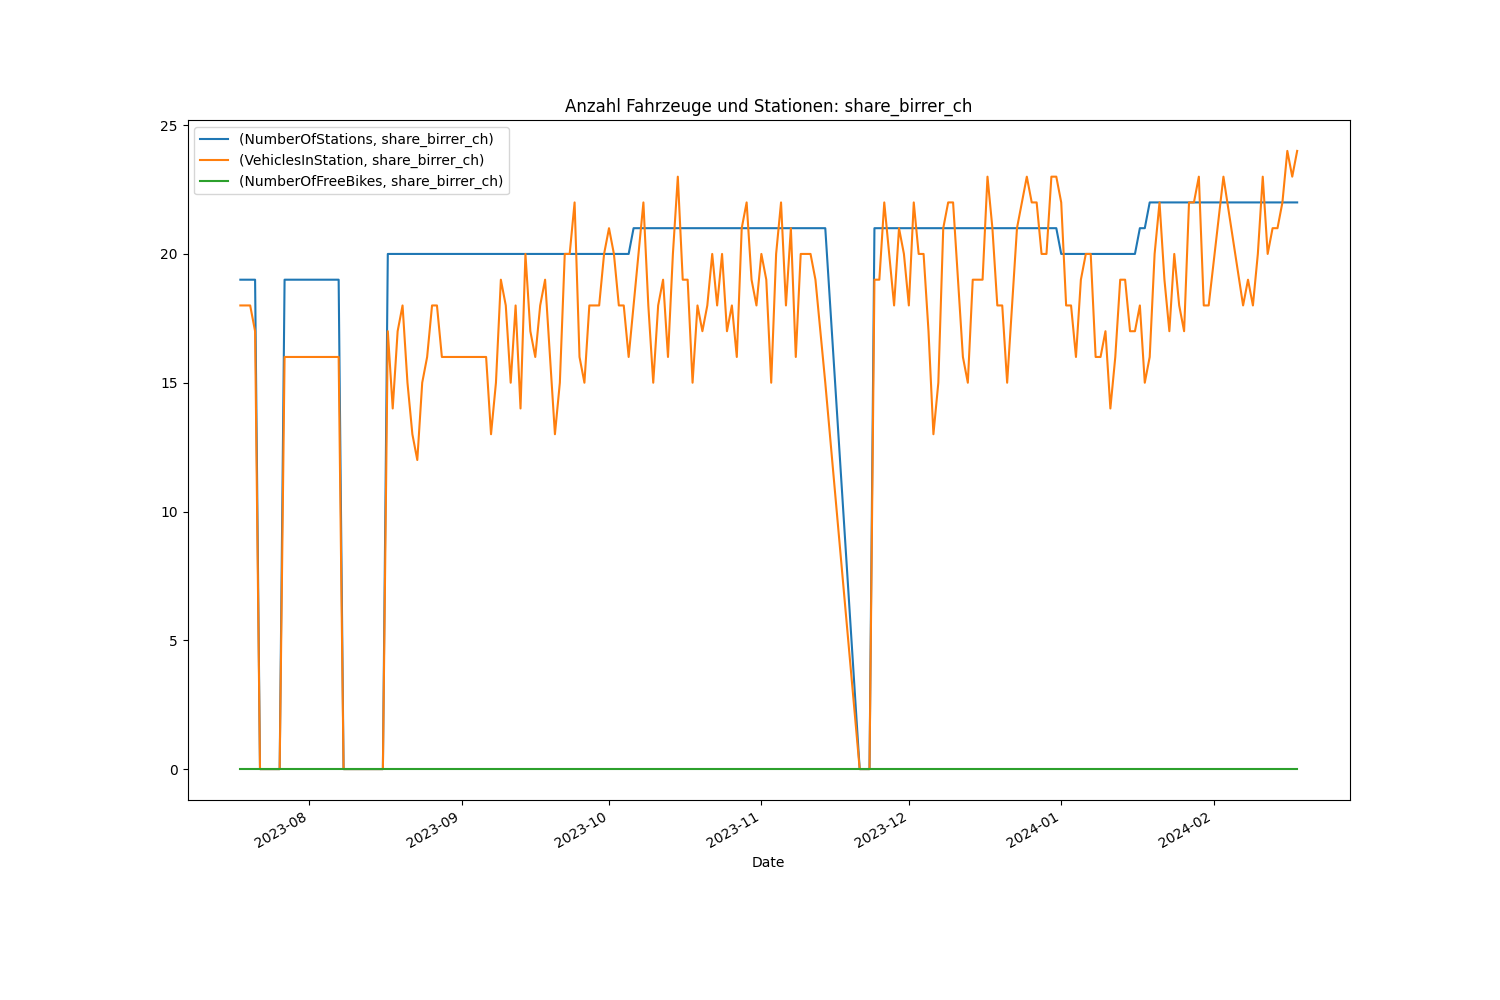 Anzahl Fahrzeuge und Stationen: share_birrer_ch
25
(NumberOfStations, share_birrer_ch)
(VehiclesInStation, share_birrer_ch)
(NumberOfFreeBikes, share_birrer_ch)
20
15
10
5
0
2023-08
2023-09
2023-10
2023-11
2023-12
2024-01
2024-02
Date